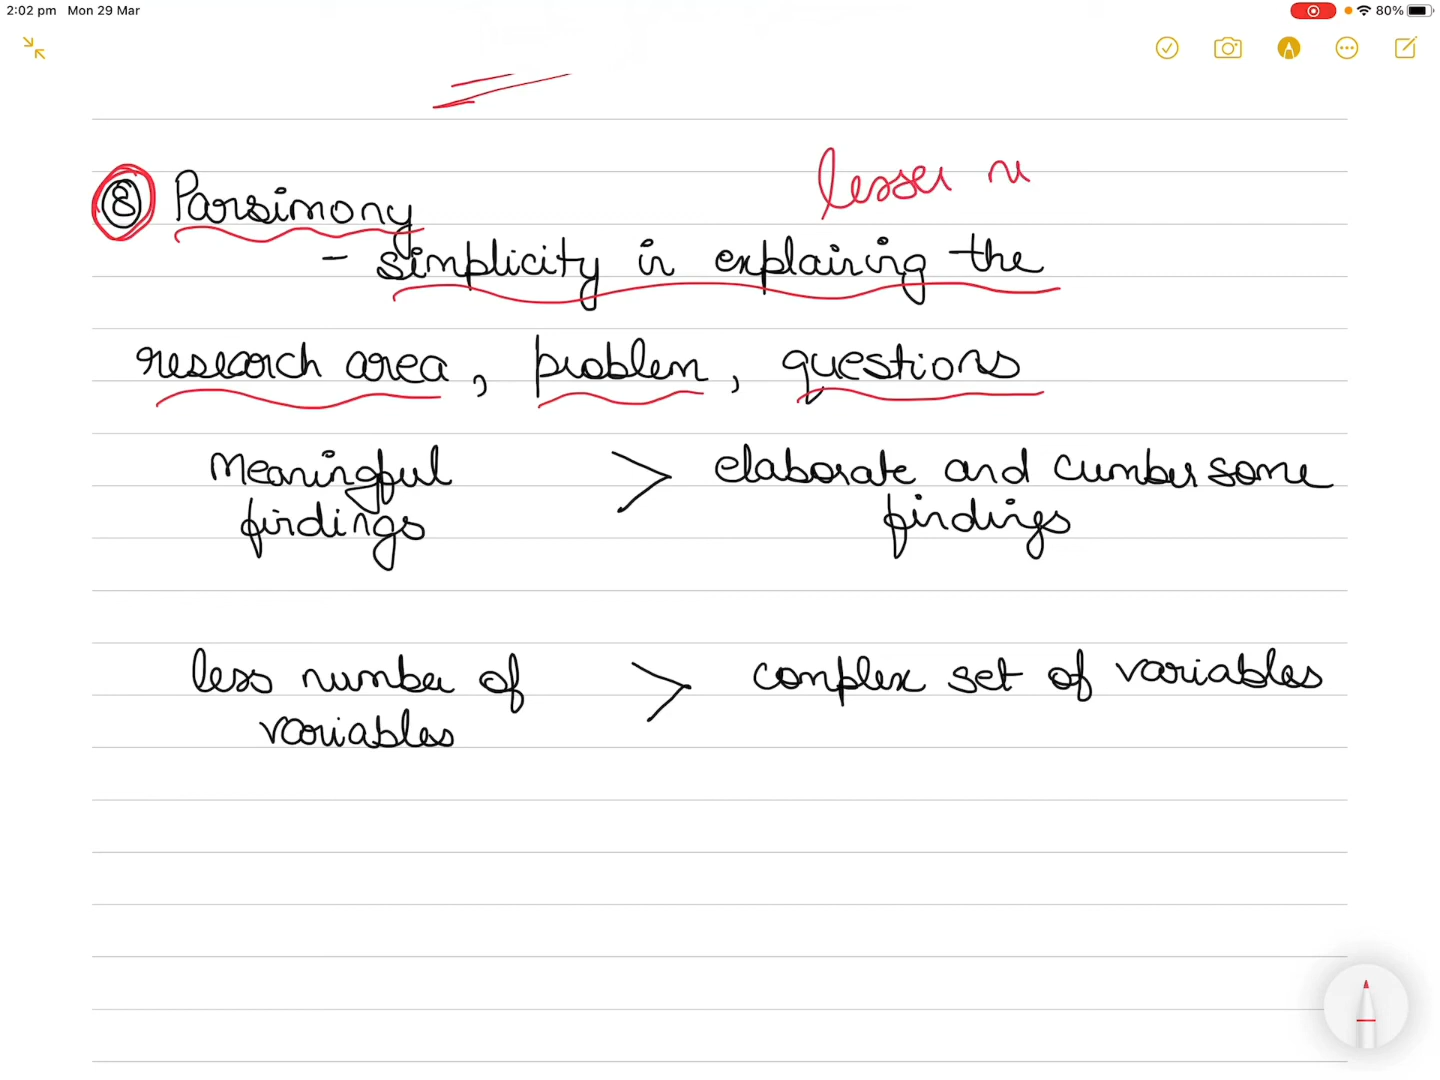 2:02 pm Mon 29 Mar 80%
lesser
8 Parsimony
- simplicity in explaining the
research area, problem, questions
Meaningful > elaborate and cumbersome
findings findings
less number of > complex set of variables
variables